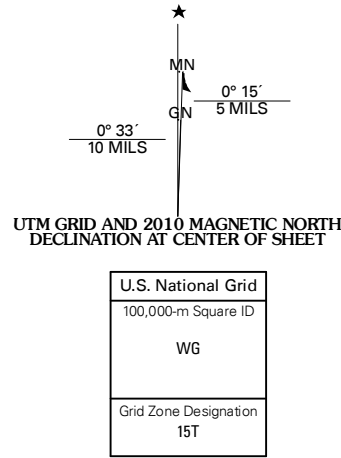 MN
0° 15´
5 MILS
GN
0° 33´
10 MILS
UTM GRID AND 2010 MAGNETIC NORTH
DECLINATION AT CENTER OF SHEET
U.S. National Grid
100,000-m Square ID
WG
Grid Zone Designation
15T